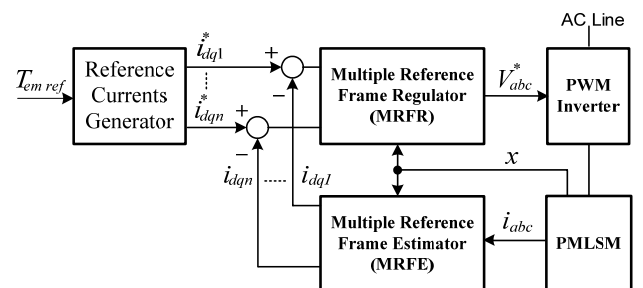 AC Line
T_em ref
Reference
Currents
Generator
i*_dq1
i*_dqn
+
−
+
−
Multiple Reference
Frame Regulator
(MRFR)
V*_abc
PWM
Inverter
x
i_dqn
i_dq1
Multiple Reference
Frame Estimator
(MRFE)
i_abc
PMLSM